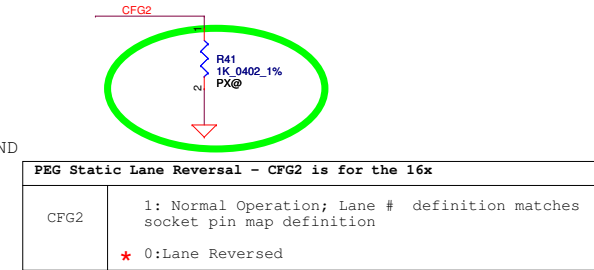 CFG2
1
R41
1K_0402_1%
PX@
2
ND
PEG Static Lane Reversal - CFG2 is for the 16x
CFG2
1: Normal Operation; Lane # definition matches
socket pin map definition
* 0:Lane Reversed